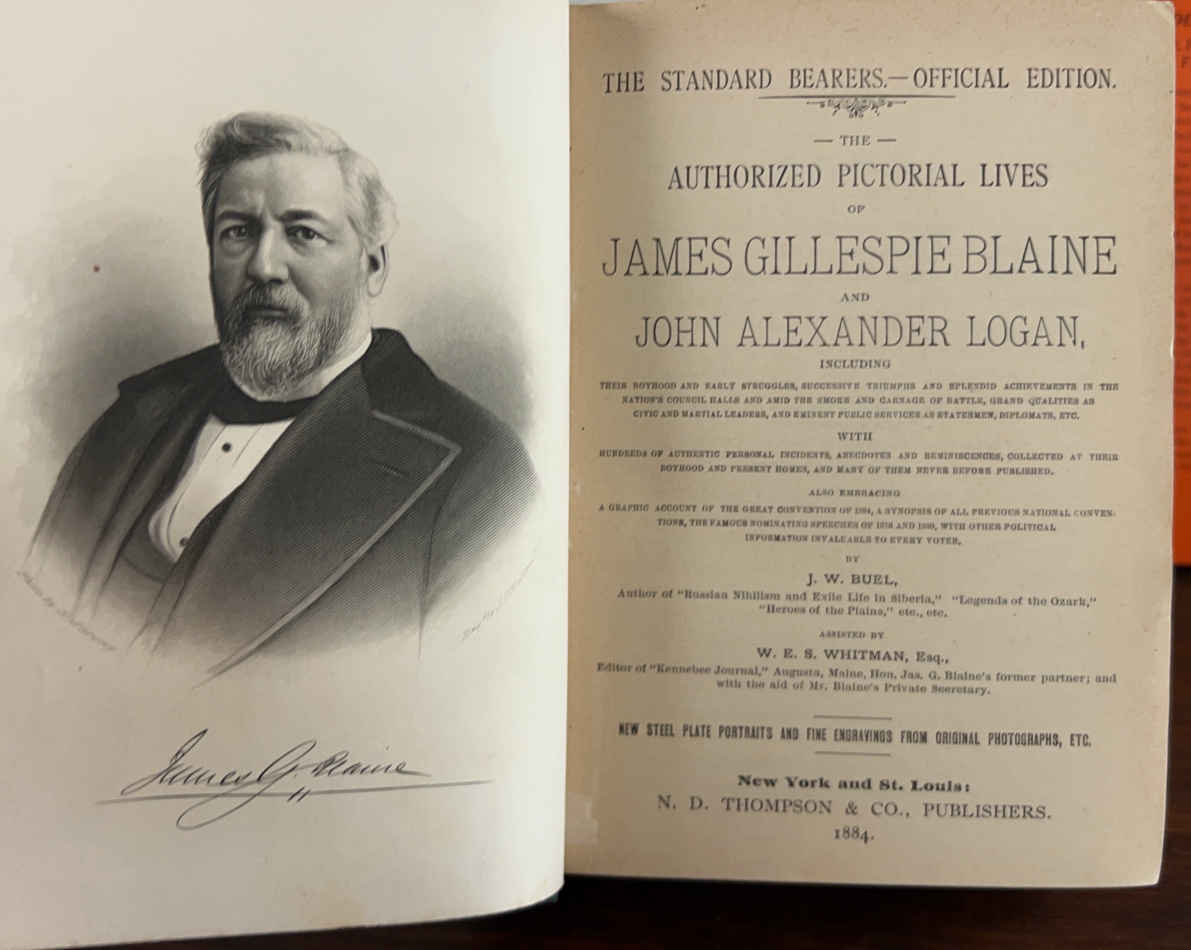 James G. Blaine
THE STANDARD BEARERS.—OFFICIAL EDITION.
— THE —
AUTHORIZED PICTORIAL LIVES
OF
JAMES GILLESPIE BLAINE
AND
JOHN ALEXANDER LOGAN,
INCLUDING
THEIR BOYHOOD AND EARLY STRUGGLES, SUCCESSIVE TRIUMPHS AND SPLENDID ACHIEVEMENTS IN THE
NATION'S COUNCIL HALLS AND AMID THE SMOKE AND CARNAGE OF BATTLE, GRAND QUALITIES AS
CIVIC AND MARTIAL LEADERS, AND EMINENT PUBLIC SERVICES AS STATESMEN, DIPLOMATS, ETC.
WITH
HUNDREDS OF AUTHENTIC PERSONAL INCIDENTS, ANECDOTES AND REMINISCENCES, COLLECTED AT THEIR
BOYHOOD AND PRESENT HOMES, AND MANY OF THEM NEVER BEFORE PUBLISHED.
ALSO EMBRACING
A GRAPHIC ACCOUNT OF THE GREAT CONVENTION OF 1884, A SYNOPSIS OF ALL PREVIOUS NATIONAL CONVEN-
TIONS, THE FAMOUS NOMINATING SPEECHES OF 1876 AND 1880, WITH OTHER POLITICAL
INFORMATION INVALUABLE TO EVERY VOTER.
BY
J. W. BUEL,
Author of "Russian Nihilism and Exile Life in Siberia," "Legends of the Ozark,"
"Heroes of the Plains," etc., etc.
ASSISTED BY
W. E. S. WHITMAN, Esq.,
Editor of "Kennebec Journal," Augusta, Maine, Hon. Jas. G. Blaine's former partner; and
with the aid of Mr. Blaine's Private Secretary.
NEW STEEL PLATE PORTRAITS AND FINE ENGRAVINGS FROM ORIGINAL PHOTOGRAPHS, ETC.
New York and St. Louis:
N. D. THOMPSON & CO., PUBLISHERS.
1884.